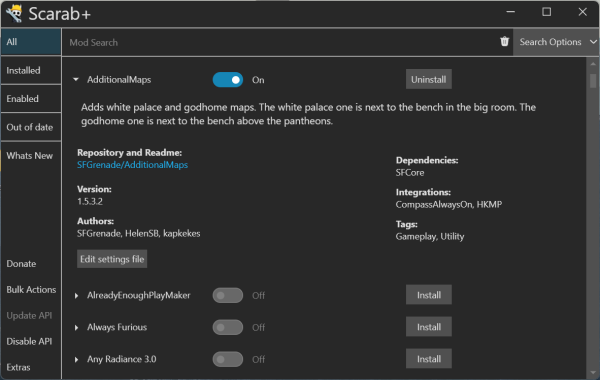 Scarab+
All
Mod Search
Search Options
Installed
Enabled
Out of date
Whats New
Donate
Bulk Actions
Update API
Disable API
Extras
AdditionalMaps
On
Uninstall
Adds white palace and godhome maps. The white palace one is next to the bench in the big room. The
godhome one is next to the bench above the pantheons.
Repository and Readme:
SFGrenade/AdditionalMaps
Version:
1.5.3.2
Authors:
SFGrenade, HelenSB, kapkekes
Dependencies:
SFCore
Integrations:
CompassAlwaysOn, HKMP
Tags:
Gameplay, Utility
Edit settings file
AlreadyEnoughPlayMaker
Off
Install
Always Furious
Off
Install
Any Radiance 3.0
Off
Install